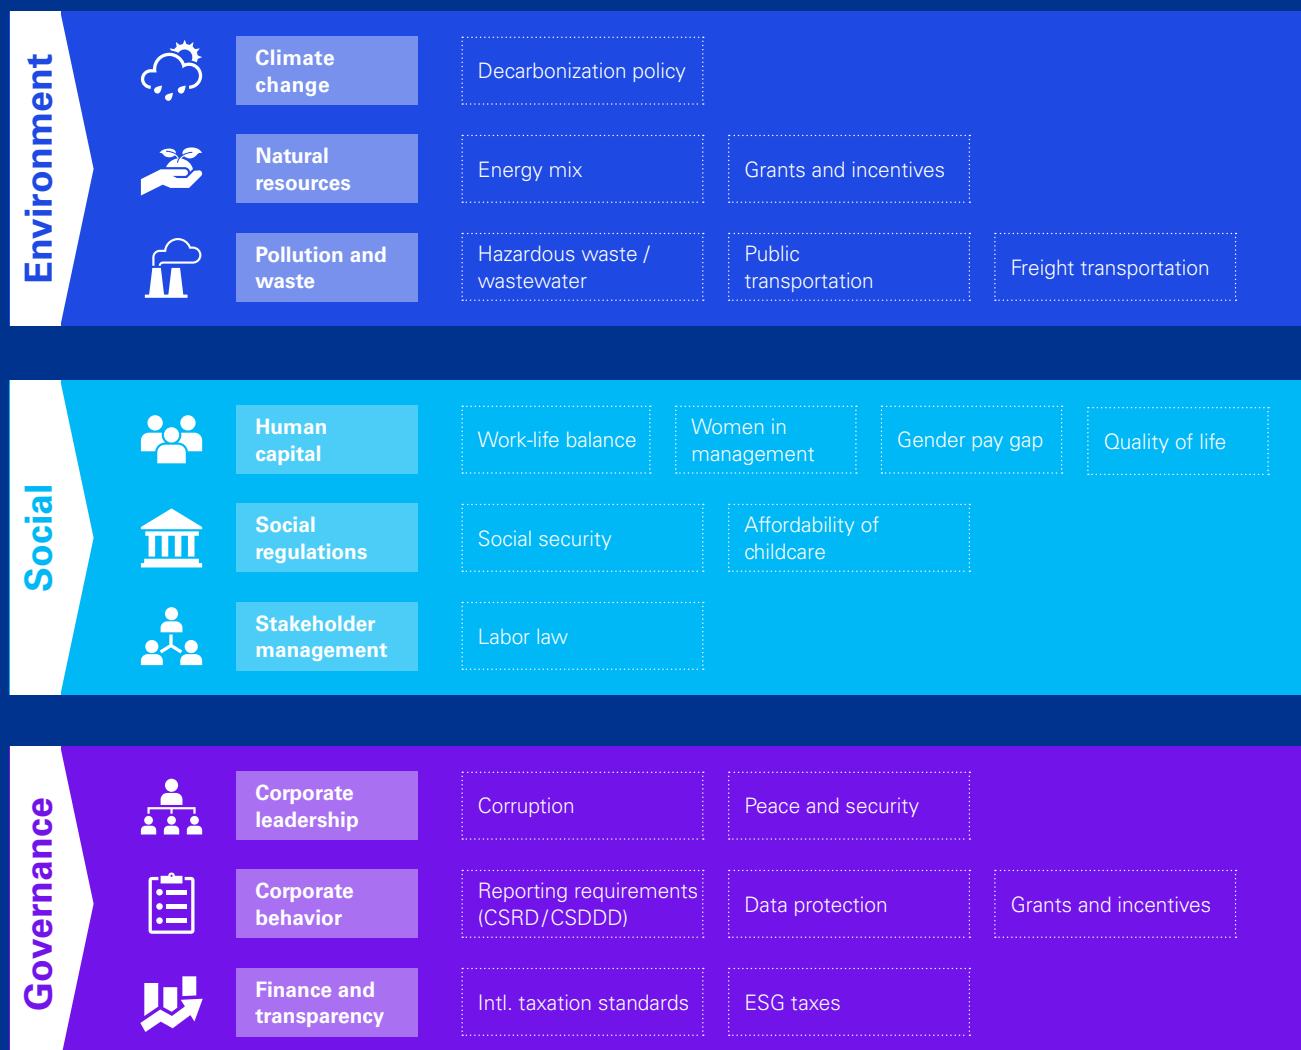 Environment
Climate
change
Decarbonization policy
Natural
resources
Energy mix
Grants and incentives
Pollution and
waste
Hazardous waste /
wastewater
Public
transportation
Freight transportation
Social
Human
capital
Work-life balance
Women in
management
Gender pay gap
Quality of life
Social
regulations
Social security
Affordability of
childcare
Stakeholder
management
Labor law
Governance
Corporate
leadership
Corruption
Peace and security
Corporate
behavior
Reporting requirements
(CSRD/CSDDD)
Data protection
Grants and incentives
Finance and
transparency
Intl. taxation standards
ESG taxes